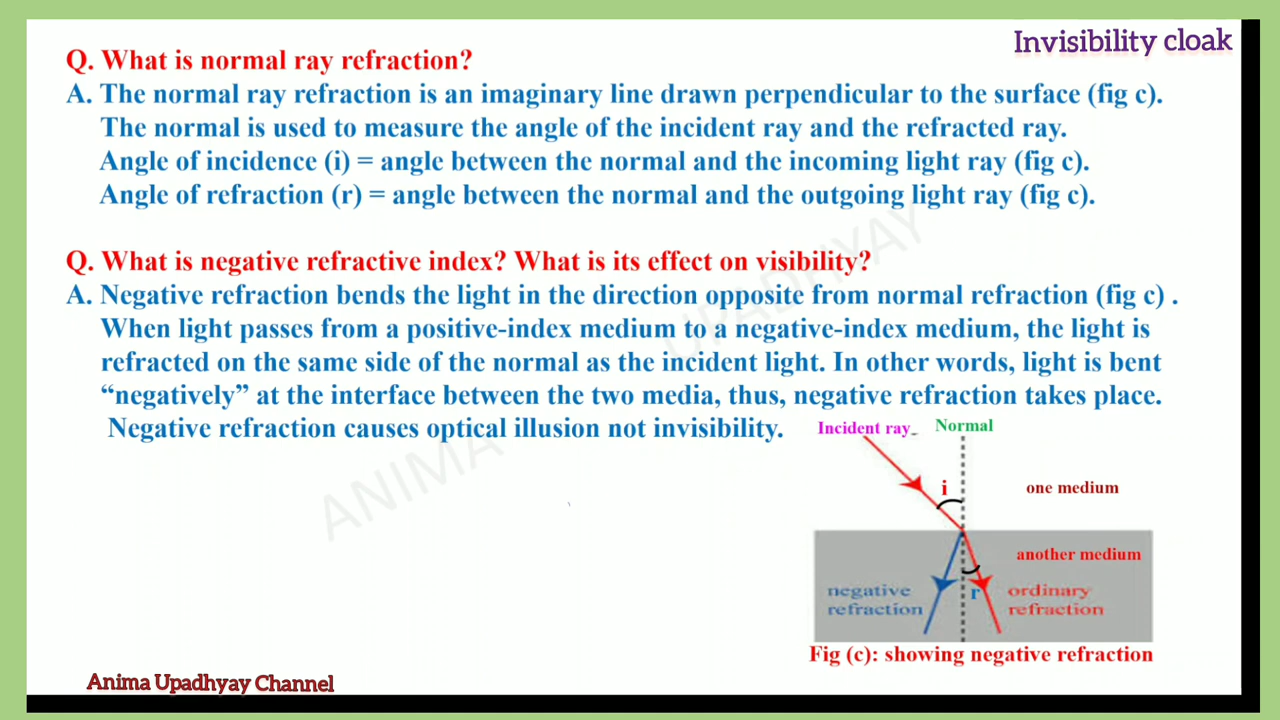 Invisibility cloak
Q. What is normal ray refraction?
A. The normal ray refraction is an imaginary line drawn perpendicular to the surface (fig c).
The normal is used to measure the angle of the incident ray and the refracted ray.
Angle of incidence (i) = angle between the normal and the incoming light ray (fig c).
Angle of refraction (r) = angle between the normal and the outgoing light ray (fig c).
Q. What is negative refractive index? What is its effect on visibility?
A. Negative refraction bends the light in the direction opposite from normal refraction (fig c) .
When light passes from a positive-index medium to a negative-index medium, the light is
refracted on the same side of the normal as the incident light. In other words, light is bent
“negatively” at the interface between the two media, thus, negative refraction takes place.
Negative refraction causes optical illusion not invisibility.
ANIMA UPADHYAY
Incident ray
Normal
i
one medium
another medium
negative
refraction
r
ordinary
refraction
Fig (c): showing negative refraction
Anima Upadhyay Channel